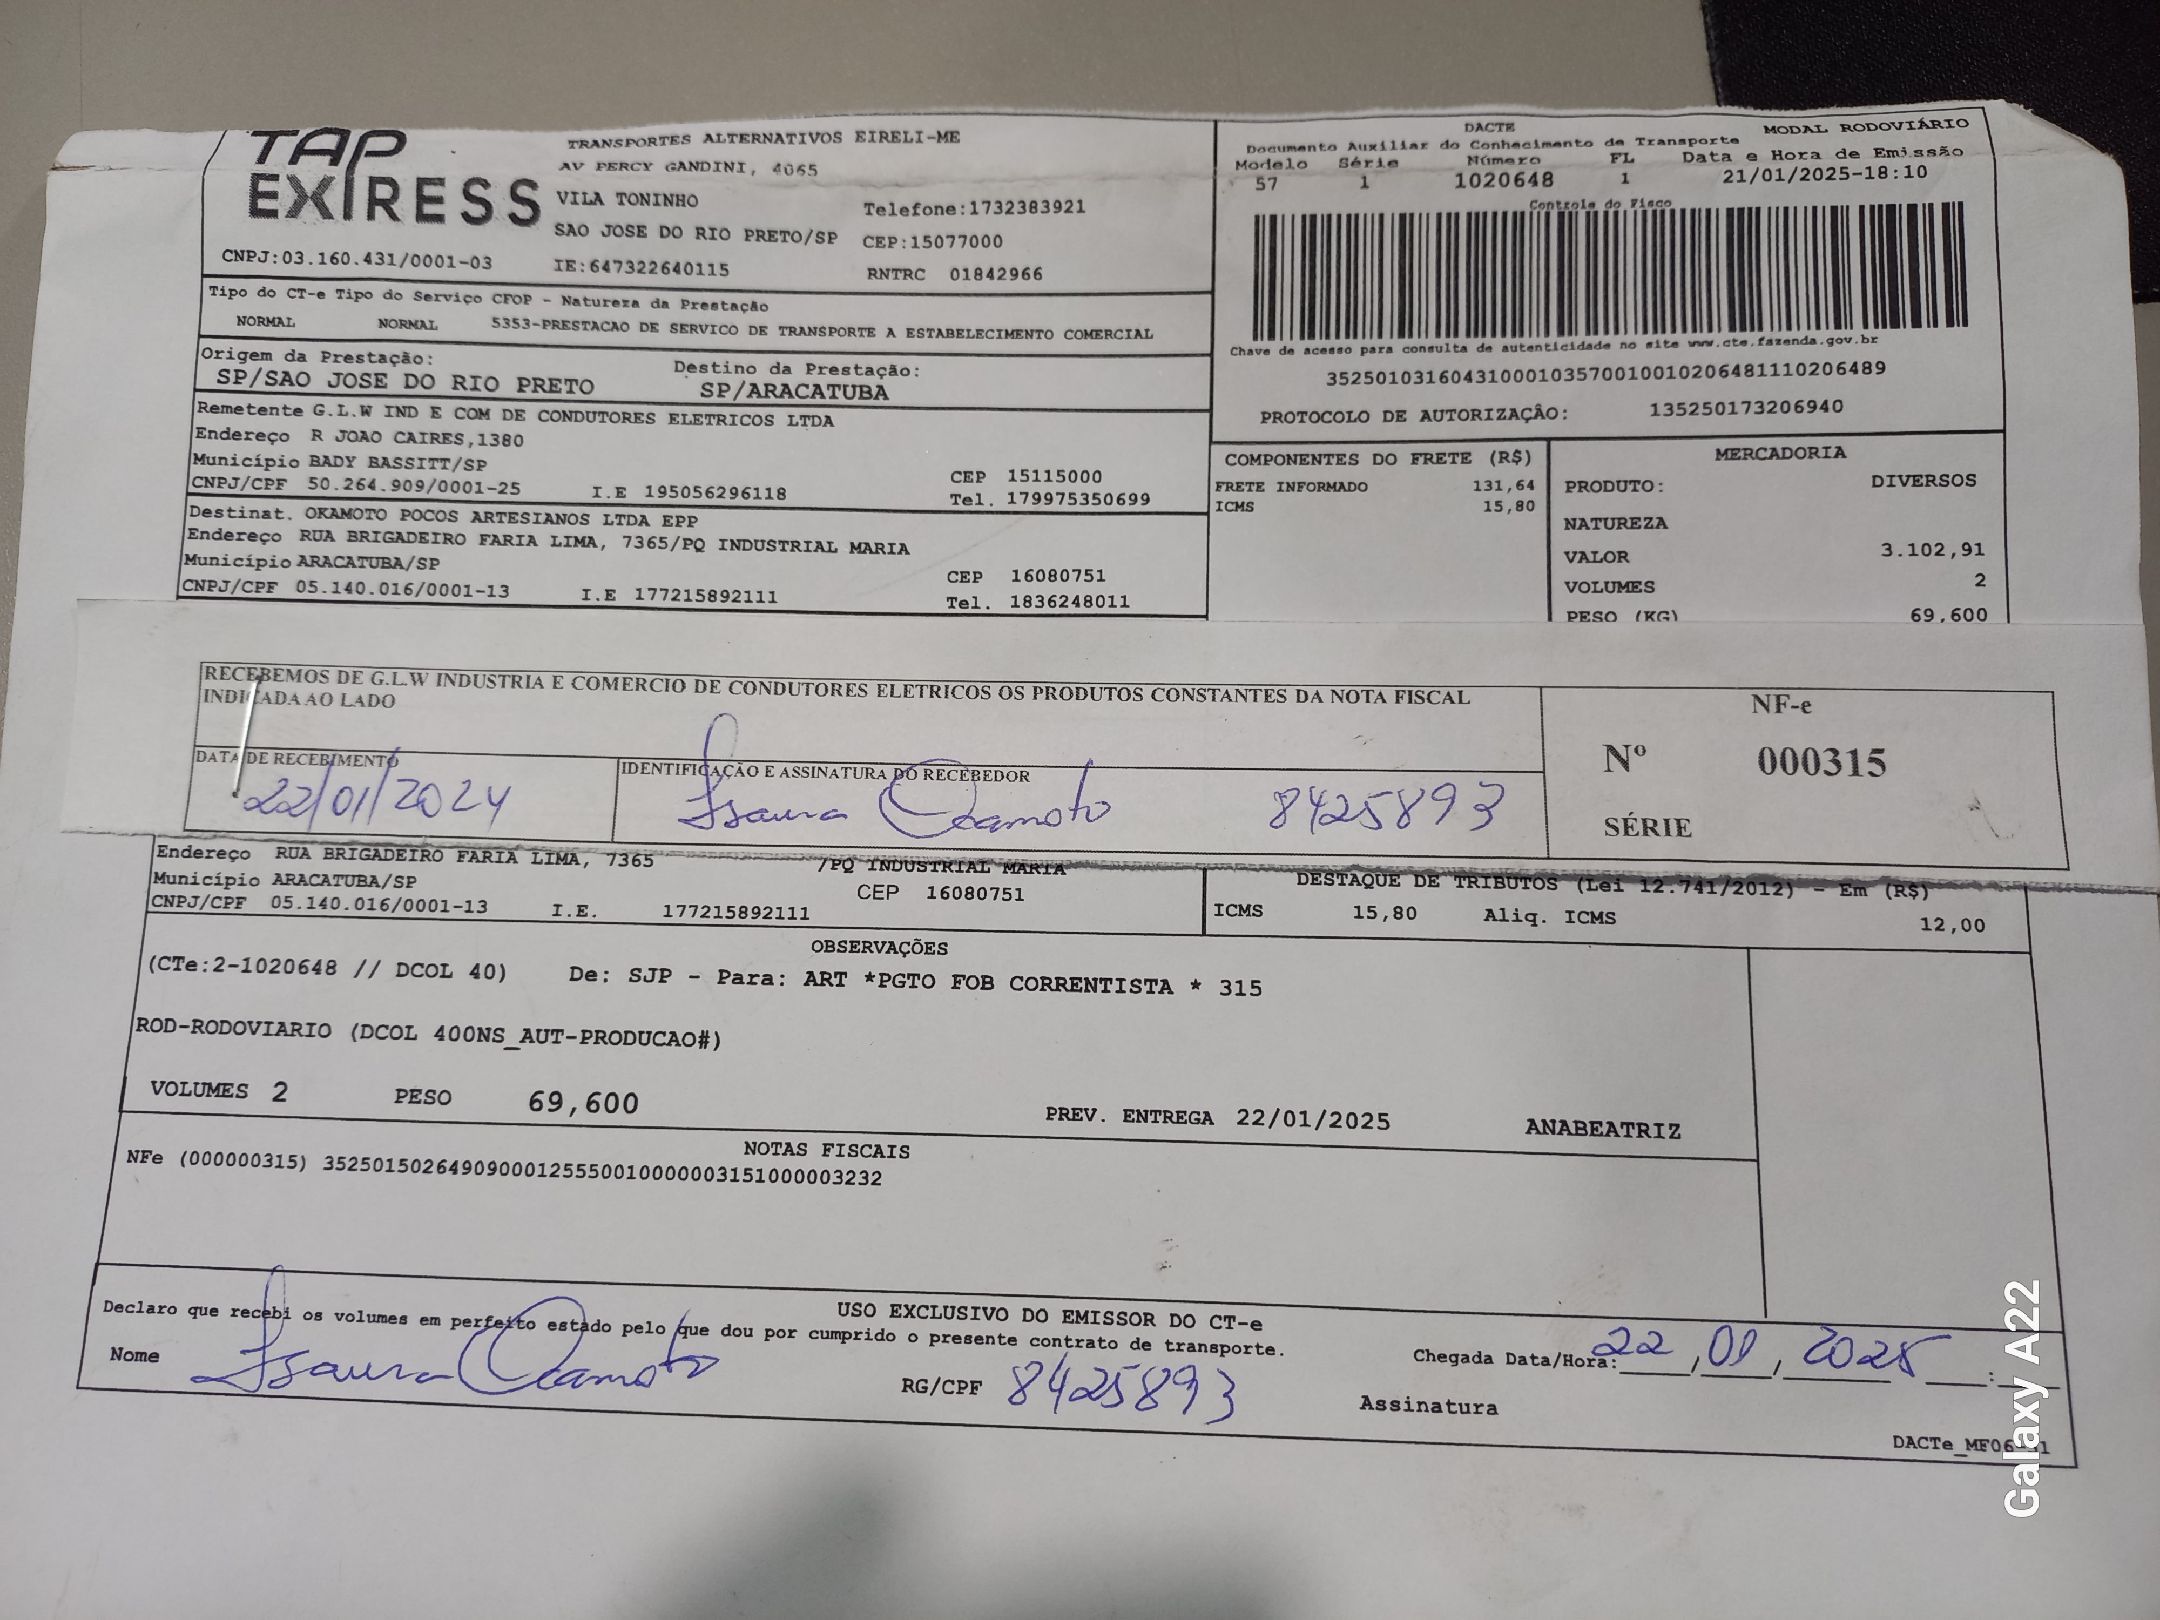 TAP EXPRESS
TRANSPORTES ALTERNATIVOS EIRELI-ME
AV PERCY GANDINI, 4065
VILA TONINHO
Telefone:1732383921
SAO JOSE DO RIO PRETO/SP CEP:15077000
CNPJ:03.160.431/0001-03 IE:647322640115 RNTRC 01842966
DACTE MODAL RODOVIÁRIO
Documento Auxiliar do Conhecimento de Transporte
Modelo Série Número FL Data e Hora de Emissão
57 1 1020648 1 21/01/2025-18:10
Controle do Fisco
Chave de acesso para consulta de autenticidade no site www.cte.fazenda.gov.br
35250103160431000103570010010206481110206489
PROTOCOLO DE AUTORIZAÇÃO: 135250173206940
Tipo do CT-e Tipo do Serviço CFOP - Natureza da Prestação
NORMAL NORMAL 5353-PRESTACAO DE SERVICO DE TRANSPORTE A ESTABELECIMENTO COMERCIAL
Origem da Prestação: Destino da Prestação:
SP/SAO JOSE DO RIO PRETO SP/ARACATUBA
Remetente G.L.W IND E COM DE CONDUTORES ELETRICOS LTDA
Endereço R JOAO CAIRES,1380
Município BADY BASSITT/SP CEP 15115000
CNPJ/CPF 50.264.909/0001-25 I.E 195056296118 Tel. 179975350699
Destinat. OKAMOTO POCOS ARTESIANOS LTDA EPP
Endereço RUA BRIGADEIRO FARIA LIMA, 7365/PQ INDUSTRIAL MARIA
Município ARACATUBA/SP CEP 16080751
CNPJ/CPF 05.140.016/0001-13 I.E 177215892111 Tel. 1836248011
COMPONENTES DO FRETE (R$)
FRETE INFORMADO 131,64
ICMS 15,80
MERCADORIA
PRODUTO: DIVERSOS
NATUREZA
VALOR 3.102,91
VOLUMES 2
PESO (KG) 69,600
RECEBEMOS DE G.L.W INDUSTRIA E COMERCIO DE CONDUTORES ELETRICOS OS PRODUTOS CONSTANTES DA NOTA FISCAL
INDICADA AO LADO
DATA DE RECEBIMENTO
22/01/2024
IDENTIFICAÇÃO E ASSINATURA DO RECEBEDOR
Isaura Okamoto 8425893
NF-e
Nº 000315
SÉRIE
Endereço RUA BRIGADEIRO FARIA LIMA, 7365 /PQ INDUSTRIAL MARIA
Município ARACATUBA/SP CEP 16080751
CNPJ/CPF 05.140.016/0001-13 I.E. 177215892111
DESTAQUE DE TRIBUTOS (Lei 12.741/2012) - Em (R$)
ICMS 15,80 Aliq. ICMS 12,00
OBSERVAÇÕES
(CTe:2-1020648 // DCOL 40) De: SJP - Para: ART *PGTO FOB CORRENTISTA * 315
ROD-RODOVIARIO (DCOL 400NS_AUT-PRODUCAO#)
VOLUMES 2 PESO 69,600 PREV. ENTREGA 22/01/2025 ANABEATRIZ
NOTAS FISCAIS
NFe (000000315) 35250150264909000125550010000003151000003232
USO EXCLUSIVO DO EMISSOR DO CT-e
Declaro que recebi os volumes em perfeito estado pelo que dou por cumprido o presente contrato de transporte.
Nome Isaura Okamoto RG/CPF 8425893 Chegada Data/Hora: 22, 01, 2025 :
Assinatura
Galaxy A22